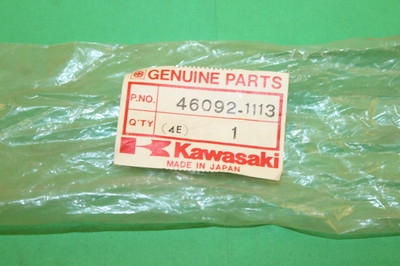 GENUINE PARTS
P.NO. 46092-1113
Q'TY (4E) 1
Kawasaki
MADE IN JAPAN